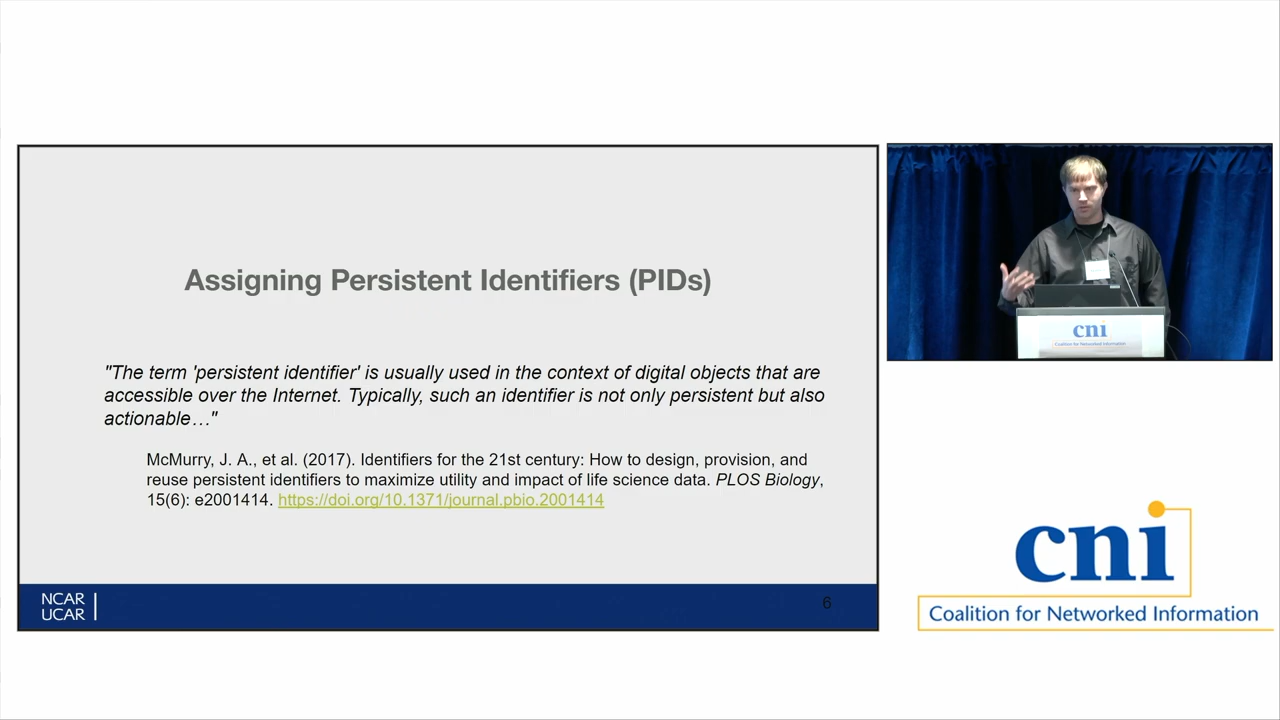 Assigning Persistent Identifiers (PIDs)
"The term 'persistent identifier' is usually used in the context of digital objects that are
accessible over the Internet. Typically, such an identifier is not only persistent but also
actionable…"
McMurry, J. A., et al. (2017). Identifiers for the 21st century: How to design, provision, and
reuse persistent identifiers to maximize utility and impact of life science data. PLOS Biology,
15(6): e2001414. https://doi.org/10.1371/journal.pbio.2001414
NCAR
UCAR
6
cni
Coalition for Networked Information
cni
Coalition for Networked Information